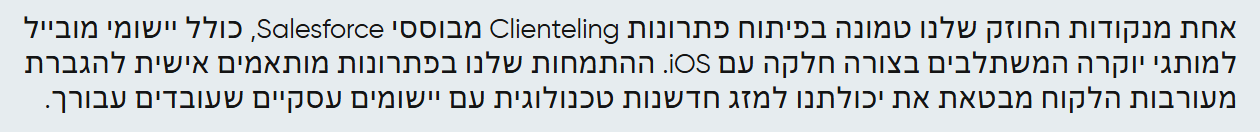 אחת מנקודות החוזק שלנו טמונה בפיתוח פתרונות Clienteling מבוססי Salesforce, כולל יישומי מובייל
למותגי יוקרה המשתלבים בצורה חלקה עם iOS. ההתמחות שלנו בפתרונות מותאמים אישית להגברת
מעורבות הלקוח מבטאת את יכולתנו למזג חדשנות טכנולוגית עם יישומים עסקיים שעובדים עבורך.